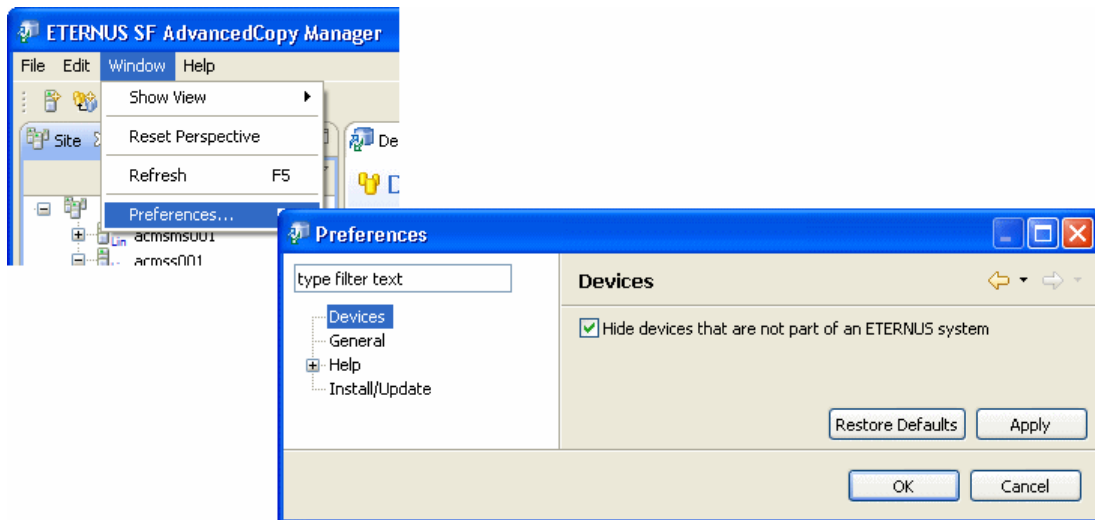 ETERNUS SF AdvancedCopy Manager
File Edit Window Help
Show View
Site
De
Reset Perspective
Refresh F5
D
Preferences...
Lin acmsms001
acmss001
Preferences
type filter text
Devices
General
Help
Install/Update
Devices
Hide devices that are not part of an ETERNUS system
Restore Defaults Apply
OK Cancel